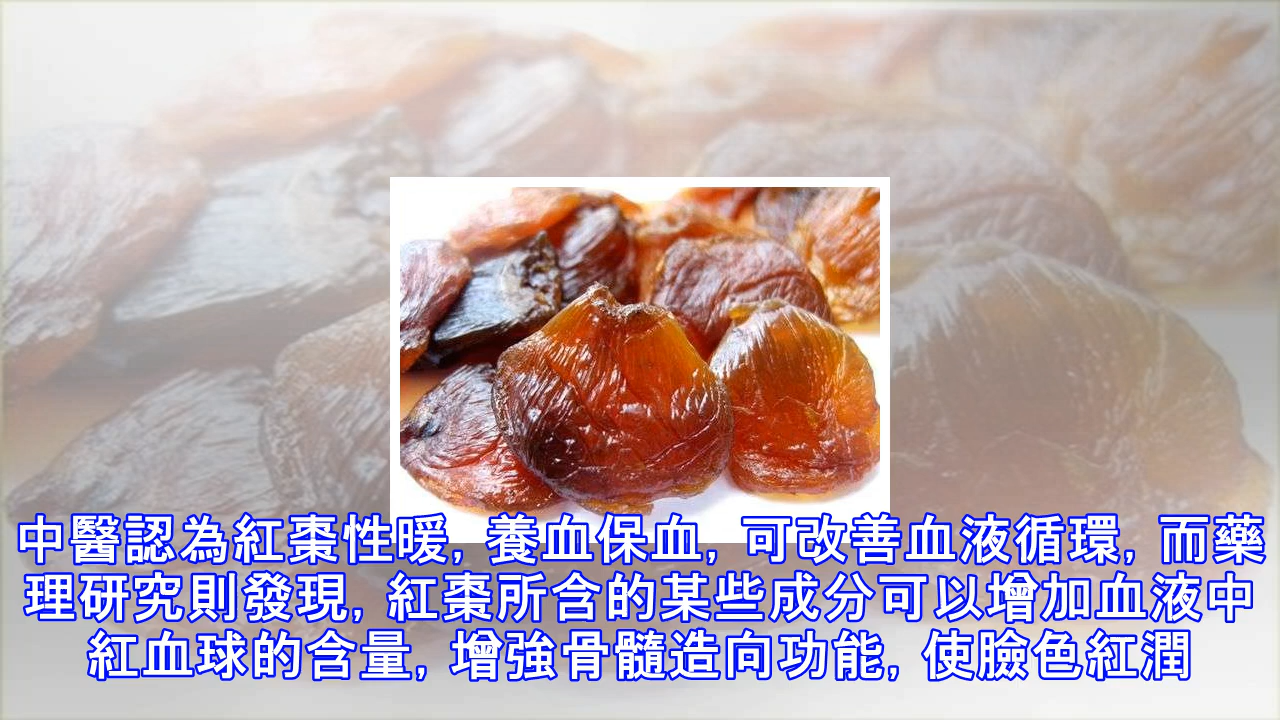 中醫認為紅棗性暖, 養血保血, 可改善血液循環, 而藥
理研究則發現, 紅棗所含的某些成分可以增加血液中
紅血球的含量, 增強骨髓造向功能, 使臉色紅潤